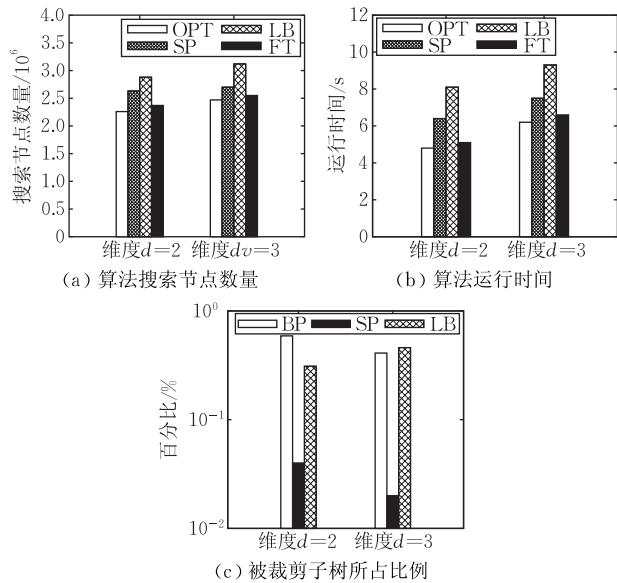 OPT LB
SP FT
搜索节点数量/10⁶
4.0
3.5
3.0
2.5
2.0
1.5
1.0
0.5
0
维度d=2 维度dv=3
(a) 算法搜索节点数量
OPT LB
SP FT
运行时间/s
12
10
8
6
4
2
0
维度d=2 维度d=3
(b) 算法运行时间
BP SP LB
百分比/%
10⁰
10⁻¹
10⁻²
维度d=2 维度d=3
(c) 被裁剪子树所占比例